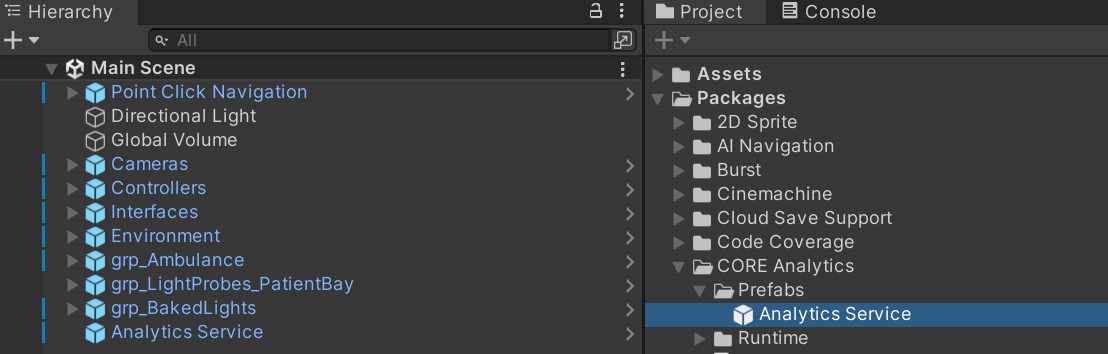 Hierarchy
All
Main Scene
Point Click Navigation
Directional Light
Global Volume
Cameras
Controllers
Interfaces
Environment
grp_Ambulance
grp_LightProbes_PatientBay
grp_BakedLights
Analytics Service
Project
Console
Assets
Packages
2D Sprite
AI Navigation
Burst
Cinemachine
Cloud Save Support
Code Coverage
CORE Analytics
Prefabs
Analytics Service
Runtime